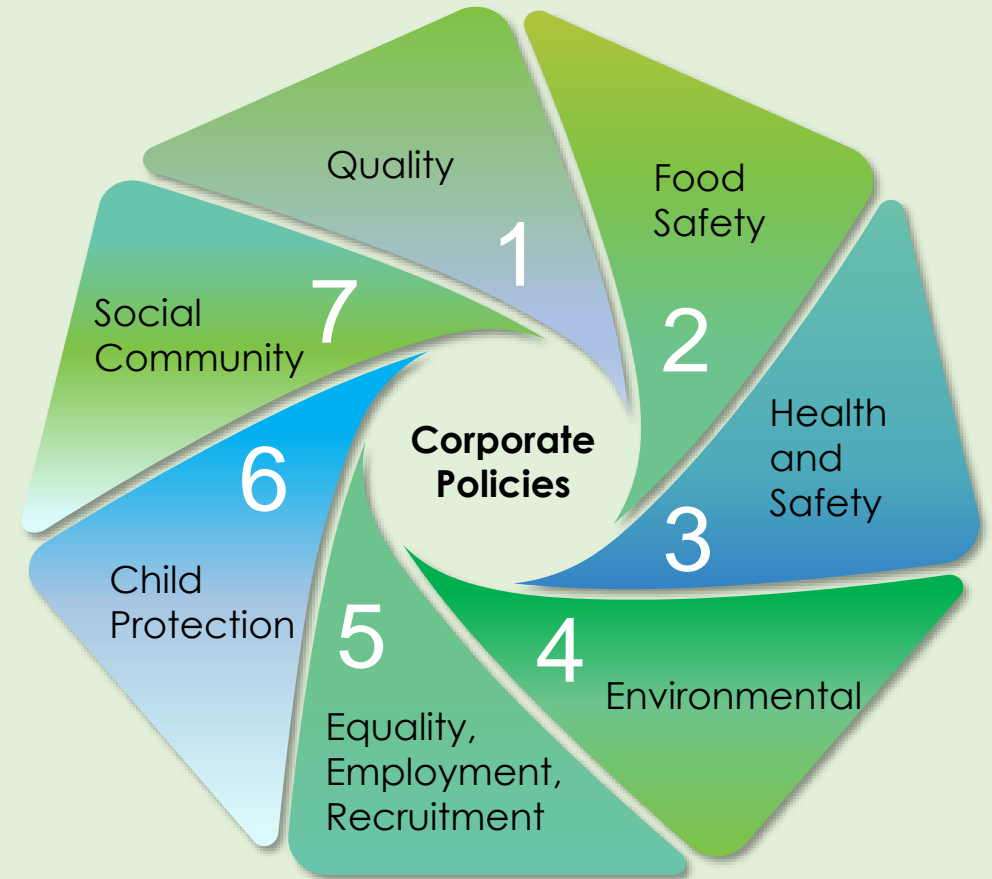 Corporate
Policies
1
Quality
2
Food
Safety
3
Health
and
Safety
4
Environmental
5
Equality,
Employment,
Recruitment
6
Child
Protection
7
Social
Community